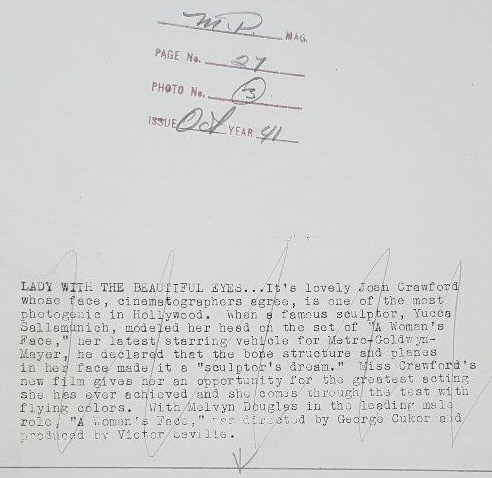 M.P. MAG.
PAGE No. 27
PHOTO No. 3
ISSUE Oct YEAR 41
LADY WITH THE BEAUTIFUL EYES...It's lovely Joan Crawford
whose face, cinematographers agree, is one of the most
photogenic in Hollywood. When a famous sculptor, Yucca
Sallamunich, modeled her head on the set of "A Woman's
Face," her latest starring vehicle for Metro-Goldwyn-
Mayer, he declared that the bone structure and planes
in her face made it a "sculptor's dream." Miss Crawford's
new film gives her an opportunity for the greatest acting
she has ever achieved and she comes through the test with
flying colors. With Melvyn Douglas in the leading male
role, "A Woman's Face," was directed by George Cukor and
produced by Victor Saville.